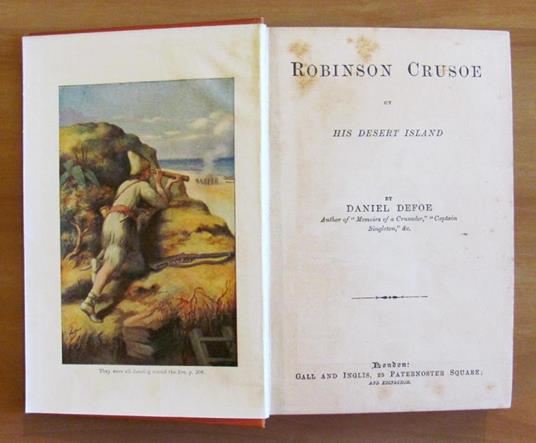 They were all dancing round the fire, p. 206.
ROBINSON CRUSOE
ON
HIS DESERT ISLAND
BY
DANIEL DEFOE
Author of "Memoirs of a Crusader," "Captain
Singleton," &c.
London:
GALL AND INGLIS, 25 PATERNOSTER SQUARE;
AND EDINBURGH.